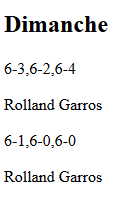 Dimanche
6-3,6-2,6-4
Rolland Garros
6-1,6-0,6-0
Rolland Garros